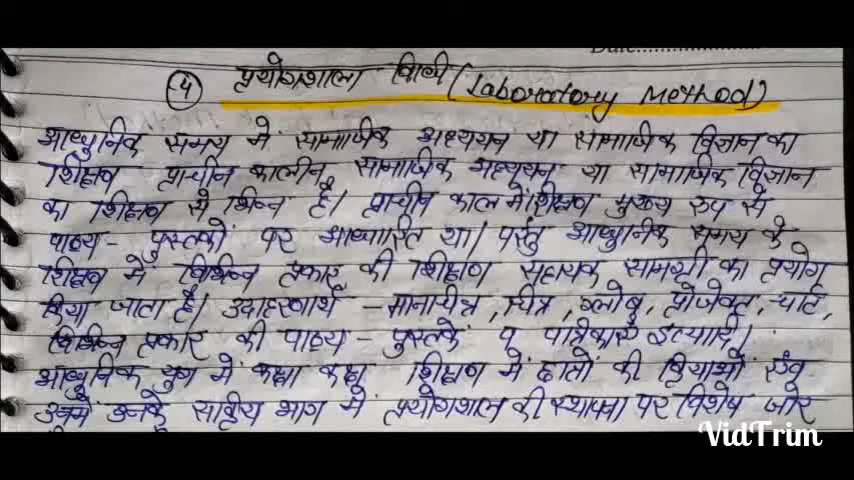 Date...................
(4) प्रयोगशाला विधी (Laboratory Method)
आधुनिक समय में सामाजिक अध्ययन या सामाजिक विज्ञान का
शिक्षण प्राचीन कालीन सामाजिक अध्ययन या सामाजिक विज्ञान
का शिक्षण से भिन्न है। प्राचीन काल में शिक्षण मुख्य रूप से
पाठ्य - पुस्तकों पर आधारित था। परंतु आधुनिक समय के
शिक्षण में विभिन्न प्रकार की शिक्षण सहायक सामग्री का प्रयोग
किया जाता है। उदाहरणार्थ - मानचित्र, चित्र, ग्लोब, प्रोजेक्ट, चार्ट,
विभिन्न प्रकार की पाठ्य - पुस्तकें व पत्रिकाएं इत्यादि।
आधुनिक युग में कक्षा कक्ष शिक्षण में छात्रों की क्रियाओं एंव
उनमें उनके सक्रीय भाग में प्रयोगशाल की स्थापना पर विशेष जोर
VidTrim